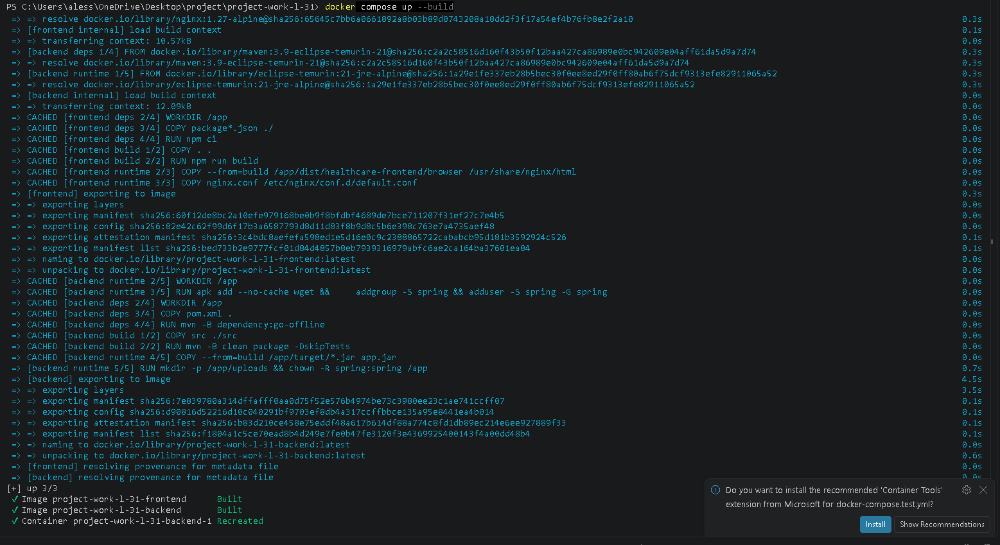 PS C:\Users\aless\OneDrive\Desktop\project\project-work-l-31> docker compose up --build
=> => resolve docker.io/library/nginx:1.27-alpine@sha256:65645c7bb6a0661892a8b03b89d0743208a18dd2f3f17a54ef4b76fb8e2f2a10 0.3s
=> [frontend internal] load build context 0.1s
=> => transferring context: 10.57kB 0.0s
=> [backend deps 1/4] FROM docker.io/library/maven:3.9-eclipse-temurin-21@sha256:c2a2c58516d160f43b50f12baa427ca86989e0bc942609e04aff61da5d9a7d74 0.3s
=> => resolve docker.io/library/maven:3.9-eclipse-temurin-21@sha256:c2a2c58516d160f43b50f12baa427ca86989e0bc942609e04aff61da5d9a7d74 0.3s
=> [backend runtime 1/5] FROM docker.io/library/eclipse-temurin:21-jre-alpine@sha256:1a29e1fe337eb28b5bec30f0ee8ed29f0ff80ab6f75dcf9313efe82911065a52 0.3s
=> => resolve docker.io/library/eclipse-temurin:21-jre-alpine@sha256:1a29e1fe337eb28b5bec30f0ee8ed29f0ff80ab6f75dcf9313efe82911065a52 0.3s
=> [backend internal] load build context 0.0s
=> => transferring context: 12.09kB 0.0s
=> CACHED [frontend deps 2/4] WORKDIR /app 0.0s
=> CACHED [frontend deps 3/4] COPY package*.json ./ 0.0s
=> CACHED [frontend deps 4/4] RUN npm ci 0.0s
=> CACHED [frontend build 1/2] COPY . . 0.0s
=> CACHED [frontend build 2/2] RUN npm run build 0.0s
=> CACHED [frontend runtime 2/3] COPY --from=build /app/dist/healthcare-frontend/browser /usr/share/nginx/html 0.0s
=> CACHED [frontend runtime 3/3] COPY nginx.conf /etc/nginx/conf.d/default.conf 0.0s
=> [frontend] exporting to image 0.3s
=> => exporting layers 0.0s
=> => exporting manifest sha256:60f12de8bc2a10efe979168be0b9f8bfdbf4689de7bce711207f31ef27c7e4b5 0.0s
=> => exporting config sha256:82e42c62f99d6f17b3a6587793d8d11d83f8b9d8c5b6e398c763e7a4735aef48 0.0s
=> => exporting attestation manifest sha256:3c4bdc8aefefa598ed1e5d16e0c9c2388865722cababcb95d181b3592924c526 0.1s
=> => exporting manifest list sha256:bed733b2e9777fcf01d84d4857b8eb7939316979abfc6ae2ca164ba37601ea84 0.1s
=> => naming to docker.io/library/project-work-l-31-frontend:latest 0.0s
=> => unpacking to docker.io/library/project-work-l-31-frontend:latest 0.0s
=> CACHED [backend runtime 2/5] WORKDIR /app 0.0s
=> CACHED [backend runtime 3/5] RUN apk add --no-cache wget &&     addgroup -S spring && adduser -S spring -G spring 0.0s
=> CACHED [backend deps 2/4] WORKDIR /app 0.0s
=> CACHED [backend deps 3/4] COPY pom.xml . 0.0s
=> CACHED [backend deps 4/4] RUN mvn -B dependency:go-offline 0.0s
=> CACHED [backend build 1/2] COPY src ./src 0.0s
=> CACHED [backend build 2/2] RUN mvn -B clean package -DskipTests 0.0s
=> CACHED [backend runtime 4/5] COPY --from=build /app/target/*.jar app.jar 0.0s
=> [backend runtime 5/5] RUN mkdir -p /app/uploads && chown -R spring:spring /app 0.7s
=> [backend] exporting to image 4.5s
=> => exporting layers 3.5s
=> => exporting manifest sha256:7e839780a314dffafff0aa0d75f52e576b4974be73c3980ee23c1ae741ccff07 0.1s
=> => exporting config sha256:d90816d52216d10c040291bf9703ef8db4a317ccffbbce135a95e8441ea4b014 0.1s
=> => exporting attestation manifest sha256:b83d210ce458e75eddf48a617b614df88a774c8fd1db89ec214e6ee927889f33 0.1s
=> => exporting manifest list sha256:f1804a1c5ce70ead8b4d249e7fe0b47fe3120f3e4369925400143f4a00dd48b4 0.1s
=> => naming to docker.io/library/project-work-l-31-backend:latest 0.0s
=> => unpacking to docker.io/library/project-work-l-31-backend:latest 0.6s
=> [frontend] resolving provenance for metadata file 0.0s
=> [backend] resolving provenance for metadata file 0.0s
[+] up 3/3
✓ Image project-work-l-31-frontend Built
✓ Image project-work-l-31-backend Built
✓ Container project-work-l-31-backend-1 Recreated
Do you want to install the recommended 'Container Tools'
extension from Microsoft for docker-compose.test.yml?
Install Show Recommendations